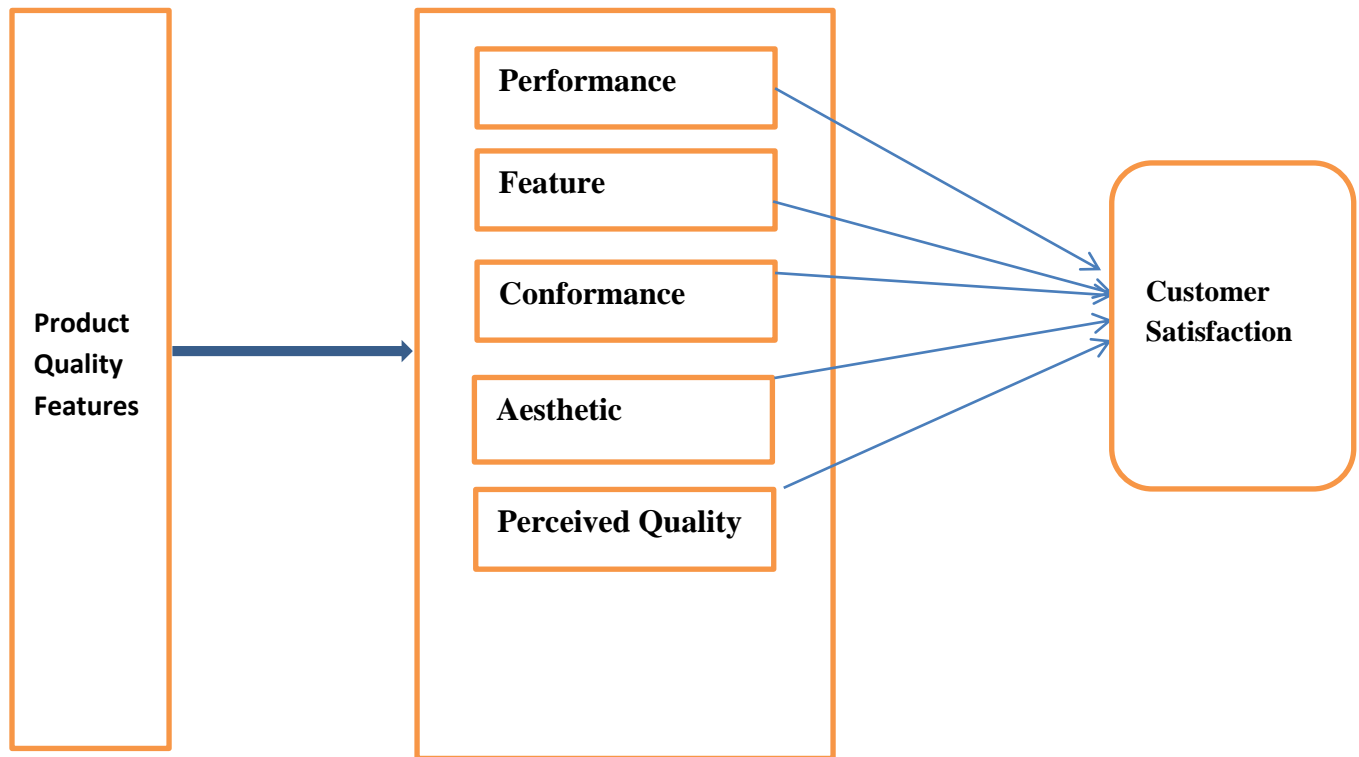 Product
Quality
Features
Performance
Feature
Conformance
Aesthetic
Perceived Quality
Customer
Satisfaction